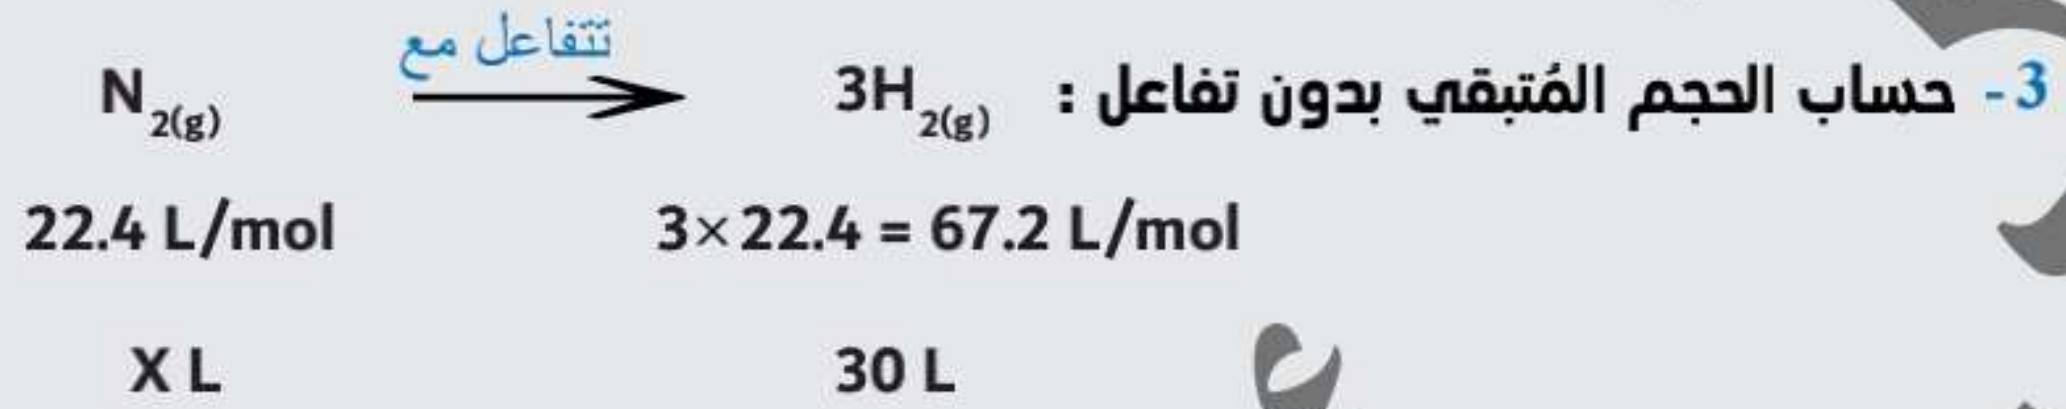 3- حساب الحجم المُتبقي بدون تفاعل :
N2(g) تتفاعل مع 3H2(g)
22.4 L/mol 3×22.4 = 67.2 L/mol
X L 30 L